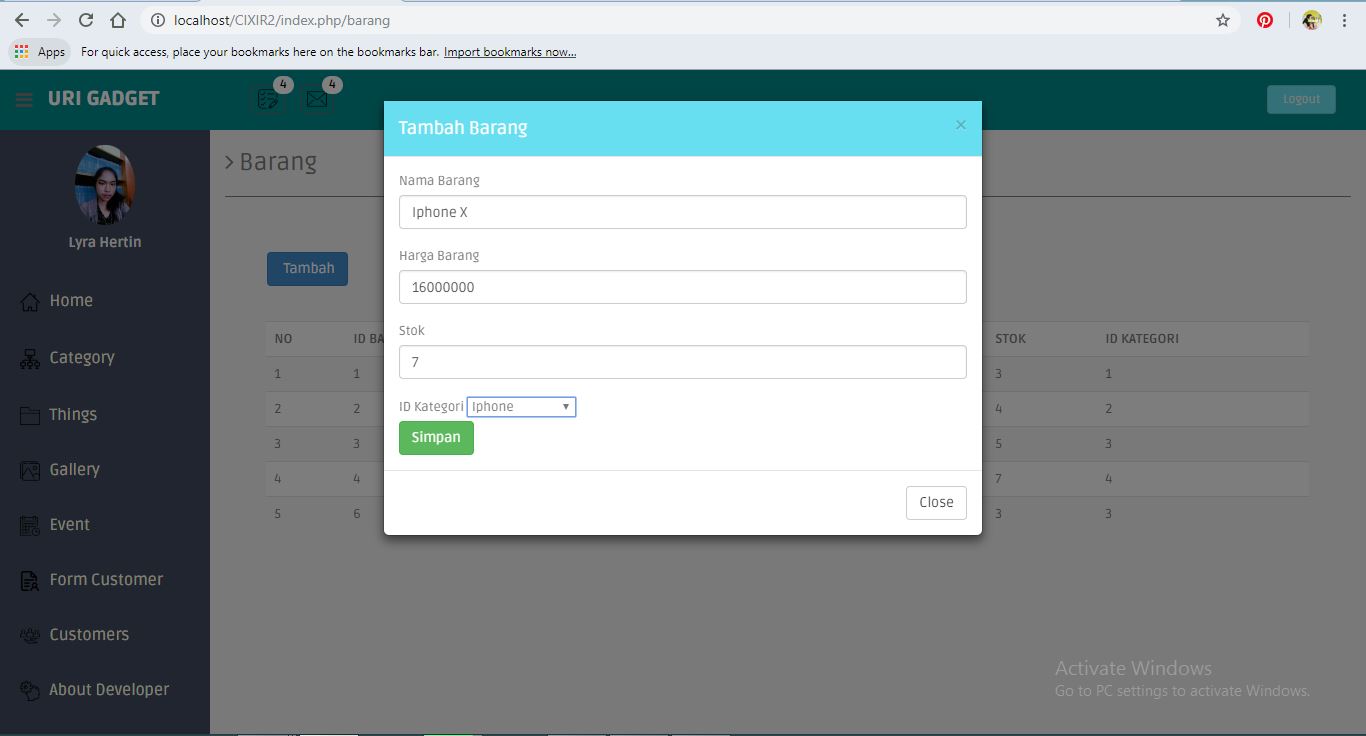 localhost/CIXIR2/index.php/barang
Apps For quick access, place your bookmarks here on the bookmarks bar. Import bookmarks now...
URI GADGET 4 4 Logout
Lyra Hertin
Home
Category
Things
Gallery
Event
Form Customer
Customers
About Developer
> Barang
Tambah
Tambah Barang ×
Nama Barang
Iphone X
Harga Barang
16000000
Stok
7
ID Kategori Iphone
Simpan
Close
NO ID BA STOK ID KATEGORI
1 1 3 1
2 2 4 2
3 3 5 3
4 4 7 4
5 6 3 3
Activate Windows
Go to PC settings to activate Windows.